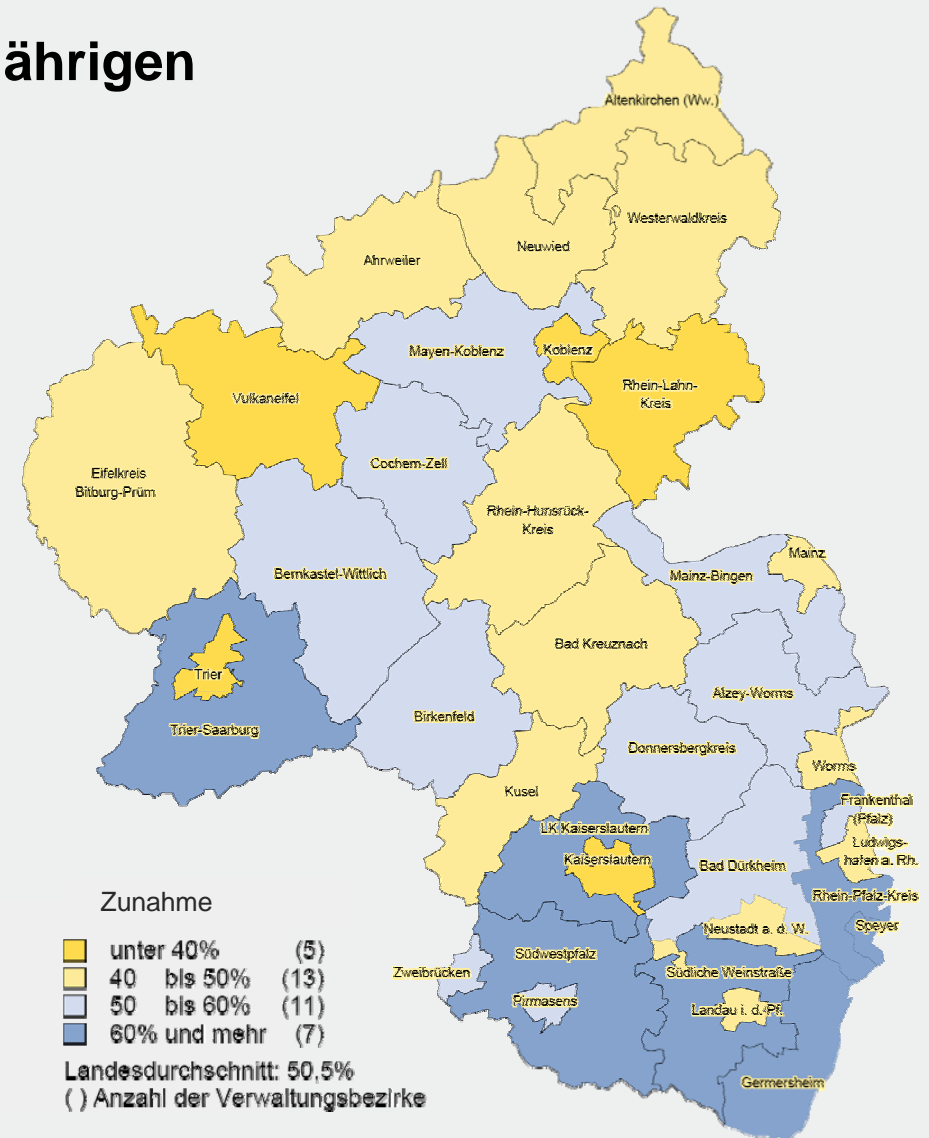 ährigen
Altenkirchen (Ww.)
Westerwaldkreis
Neuwied
Ahrweiler
Mayen-Koblenz
Koblenz
Rhein-Lahn-
Kreis
Vulkaneifel
Cochem-Zell
Eifelkreis
Bitburg-Prüm
Rhein-Hunsrück-
Kreis
Mainz
Bernkastel-Wittlich
Mainz-Bingen
Bad Kreuznach
Trier
Alzey-Worms
Trier-Saarburg
Birkenfeld
Donnersbergkreis
Worms
Kusel
Frankenthal
(Pfalz)
LK Kaiserslautern
Ludwigs-
hafen a. Rh.
Kaiserslautern
Bad Dürkheim
Rhein-Pfalz-Kreis
Neustadt a. d. W.
Speyer
Südwestpfalz
Zweibrücken
Südliche Weinstraße
Pirmasens
Landau i. d. Pf.
Germersheim
Zunahme
unter 40% (5)
40 bis 50% (13)
50 bis 60% (11)
60% und mehr (7)
Landesdurchschnitt: 50,5%
( ) Anzahl der Verwaltungsbezirke